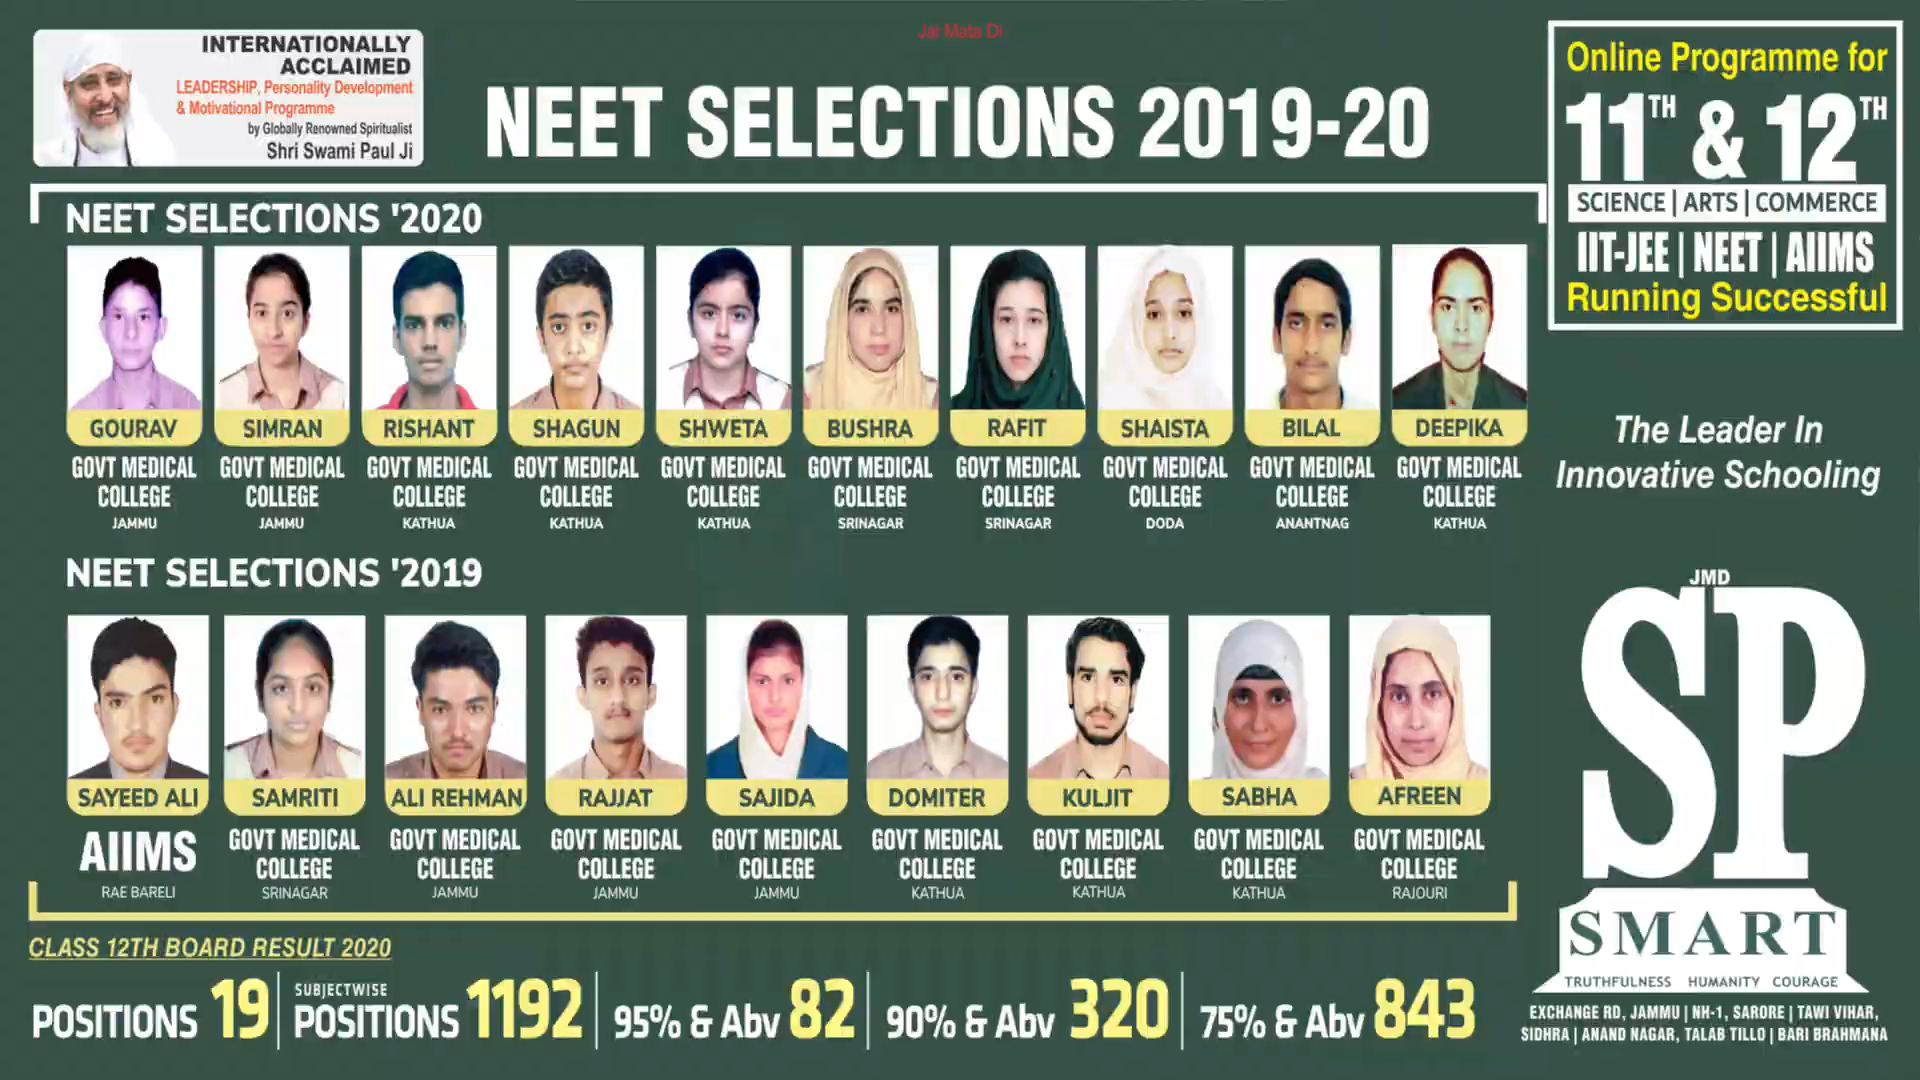 Jai Mata Di
INTERNATIONALLY
ACCLAIMED
LEADERSHIP, Personality Development
& Motivational Programme
by Globally Renowned Spiritualist
Shri Swami Paul Ji
NEET SELECTIONS 2019-20
Online Programme for
11TH & 12TH
SCIENCE | ARTS | COMMERCE
IIT-JEE | NEET | AIIMS
Running Successful
NEET SELECTIONS '2020
GOURAV SIMRAN RISHANT SHAGUN SHWETA BUSHRA RAFIT SHAISTA BILAL DEEPIKA
GOVT MEDICAL GOVT MEDICAL GOVT MEDICAL GOVT MEDICAL GOVT MEDICAL GOVT MEDICAL GOVT MEDICAL GOVT MEDICAL GOVT MEDICAL GOVT MEDICAL
COLLEGE COLLEGE COLLEGE COLLEGE COLLEGE COLLEGE COLLEGE COLLEGE COLLEGE COLLEGE
JAMMU JAMMU KATHUA KATHUA KATHUA SRINAGAR SRINAGAR DODA ANANTNAG KATHUA
The Leader In
Innovative Schooling
NEET SELECTIONS '2019
SAYEED ALI SAMRITI ALI REHMAN RAJJAT SAJIDA DOMITER KULJIT SABHA AFREEN
AIIMS GOVT MEDICAL GOVT MEDICAL GOVT MEDICAL GOVT MEDICAL GOVT MEDICAL GOVT MEDICAL GOVT MEDICAL GOVT MEDICAL
COLLEGE COLLEGE COLLEGE COLLEGE COLLEGE COLLEGE COLLEGE COLLEGE
RAE BARELI SRINAGAR JAMMU JAMMU JAMMU KATHUA KATHUA KATHUA RAJOURI
JMD
SP
SMART
TRUTHFULNESS HUMANITY COURAGE
EXCHANGE RD, JAMMU | NH-1, SARORE | TAWI VIHAR,
SIDHRA | ANAND NAGAR, TALAB TILLO | BARI BRAHMANA
CLASS 12TH BOARD RESULT 2020
POSITIONS 19
SUBJECTWISE
POSITIONS 1192
95% & Abv 82
90% & Abv 320
75% & Abv 843